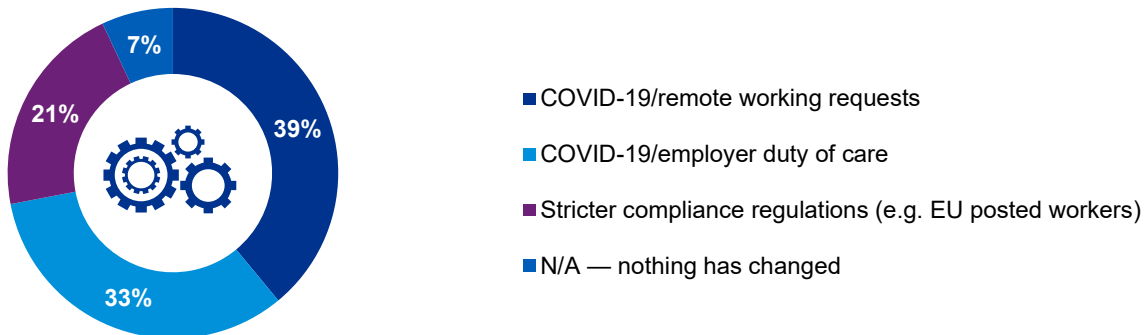 7%
21%
39%
33%
COVID-19/remote working requests
COVID-19/employer duty of care
Stricter compliance regulations (e.g. EU posted workers)
N/A — nothing has changed